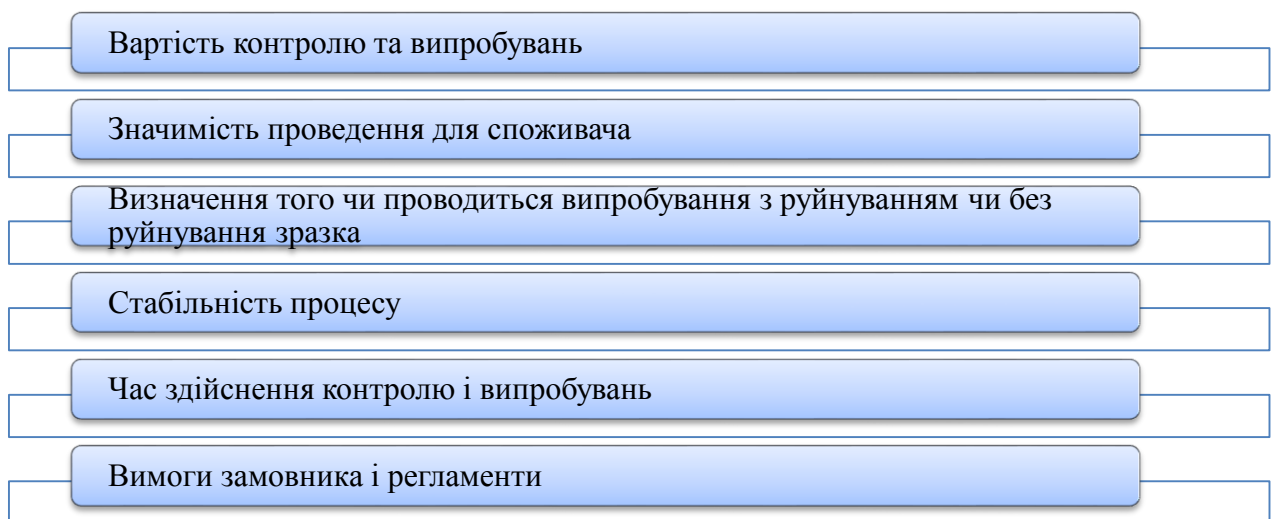 Вартість контролю та випробувань
Значимість проведення для споживача
Визначення того чи проводиться випробування з руйнуванням чи без
руйнування зразка
Стабільність процесу
Час здійснення контролю і випробувань
Вимоги замовника і регламенти